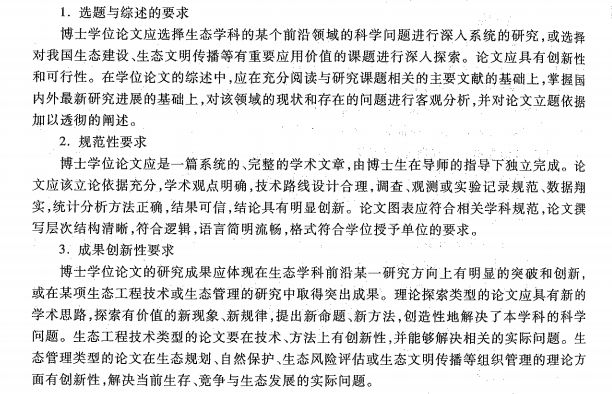 1. 选题与综述的要求
博士学位论文应选择生态学科的某个前沿领域的科学问题进行深入系统的研究,或选择
对我国生态建设、生态文明传播等有重要应用价值的课题进行深入探索。论文应具有创新性
和可行性。在学位论文的综述中,应在充分阅读与研究课题相关的主要文献的基础上,掌握国
内外最新研究进展的基础上,对该领域的现状和存在的问题进行客观分析,并对论文立题依据
加以透彻的阐述。
2. 规范性要求
博士学位论文应是一篇系统的、完整的学术文章,由博士生在导师的指导下独立完成。论
文应该立论依据充分,学术观点明确,技术路线设计合理,调查、观测或实验记录规范、数据翔
实,统计分析方法正确,结果可信,结论具有明显创新。论文图表应符合相关学科规范,论文撰
写层次结构清晰,符合逻辑,语言简明流畅,格式符合学位授予单位的要求。
3. 成果创新性要求
博士学位论文的研究成果应体现在生态学科前沿某一研究方向上有明显的突破和创新,
或在某项生态工程技术或生态管理的研究中取得突出成果。理论探索类型的论文应具有新的
学术思路,探索有价值的新现象、新规律,提出新命题、新方法,创造性地解决了本学科的科学
问题。生态工程技术类型的论文要在技术、方法上有创新性,并能够解决相关的实际问题。生
态管理类型的论文在生态规划、自然保护、生态风险评估或生态文明传播等组织管理的理论方
面有创新性,解决当前生存、竞争与生态发展的实际问题。